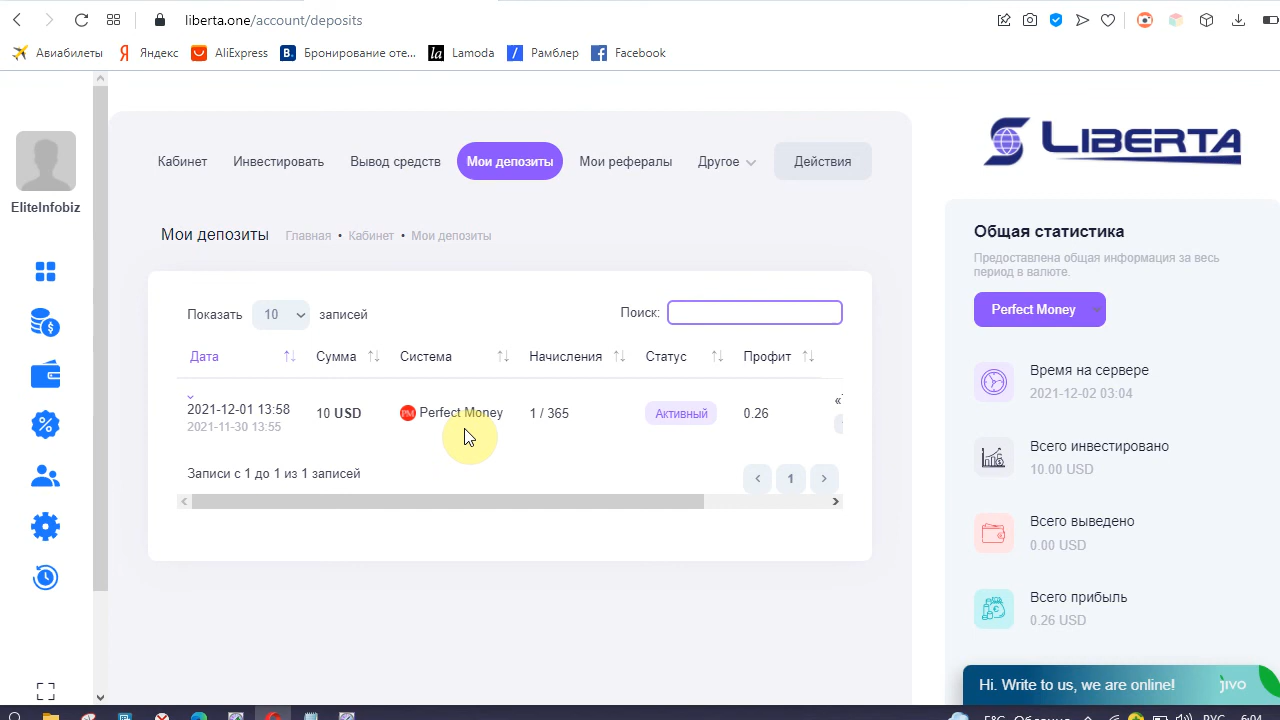 liberta.one/account/deposits
Авиабилеты Яндекс AliExpress Бронирование оте... Lamoda Рамблер Facebook
EliteInfobiz
Кабинет Инвестировать Вывод средств Мои депозиты Мои рефералы Другое Действия
LIBERTA
Мои депозиты Главная • Кабинет • Мои депозиты
Показать 10 записей Поиск:
Дата Сумма Система Начисления Статус Профит
2021-12-01 13:58 10 USD PM Perfect Money 1 / 365 Активный 0.26
2021-11-30 13:55
Записи с 1 до 1 из 1 записей
1
Общая статистика
Предоставлена общая информация за весь
период в валюте.
Perfect Money
Время на сервере
2021-12-02 03:04
Всего инвестировано
10.00 USD
Всего выведено
0.00 USD
Всего прибыль
0.26 USD
Hi. Write to us, we are online! jivo